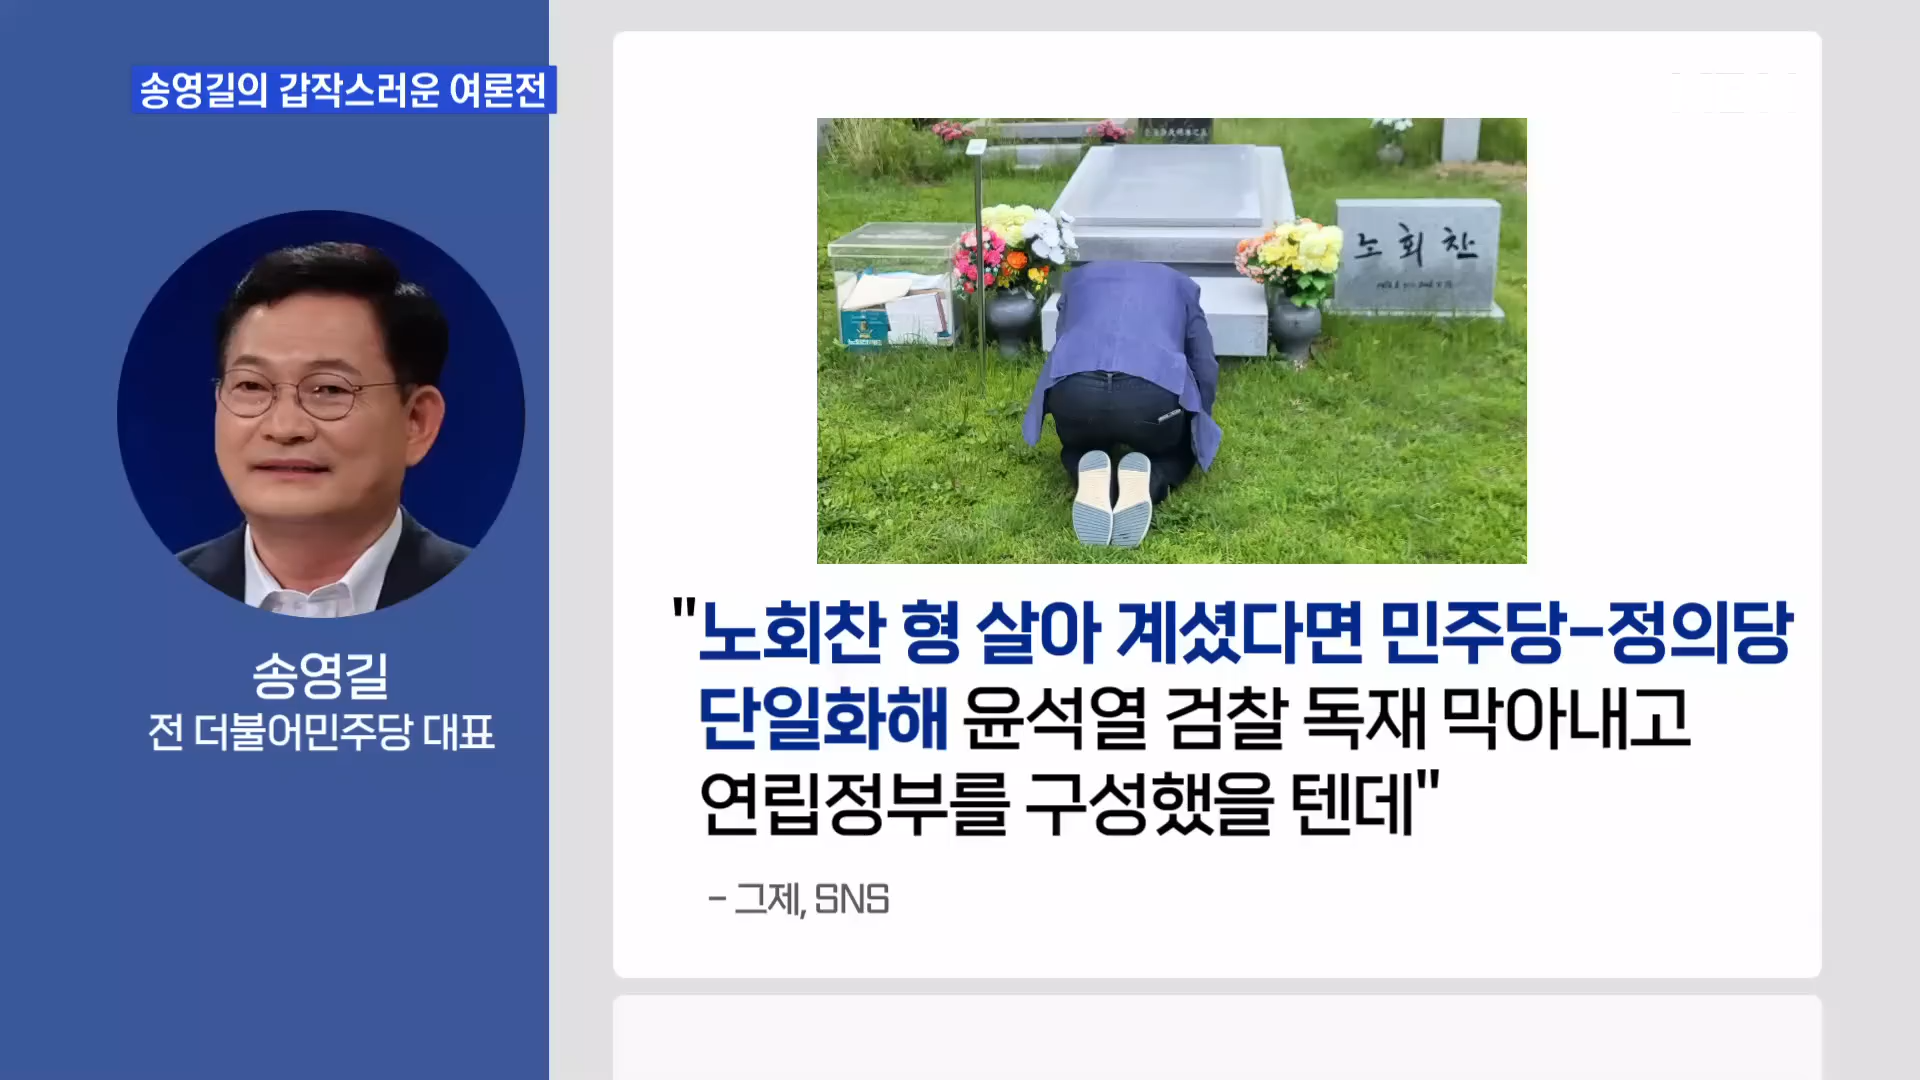 송영길의 갑작스러운 여론전
송영길
전 더불어민주당 대표
노 회 찬
"노회찬 형 살아 계셨다면 민주당-정의당
단일화해 윤석열 검찰 독재 막아내고
연립정부를 구성했을 텐데"
- 그제, SNS